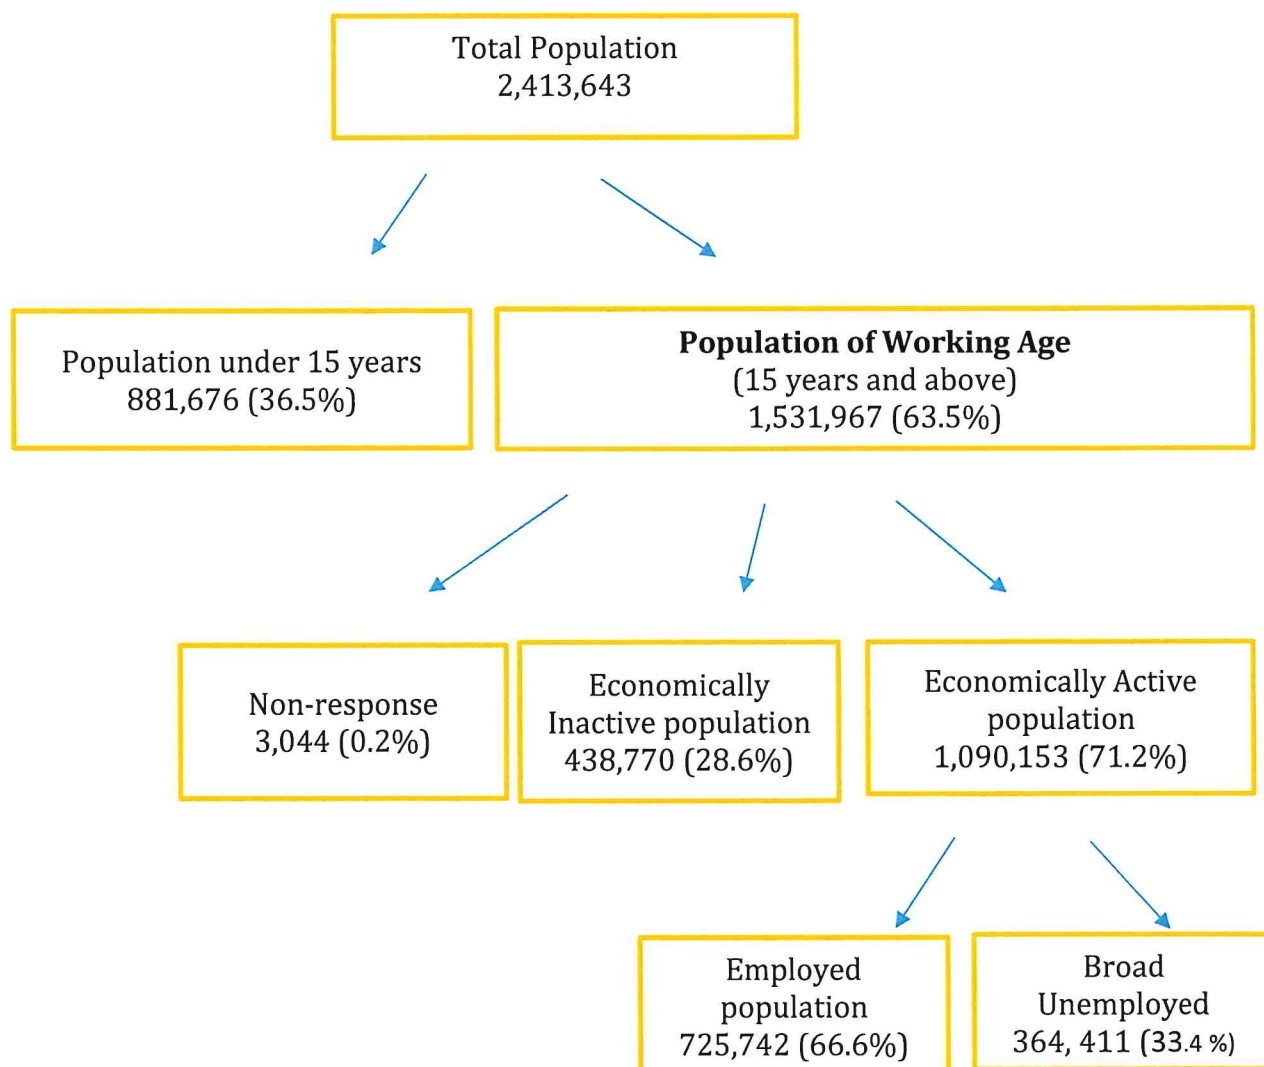 Total Population
2,413,643
Population under 15 years
881,676 (36.5%)
Population of Working Age
(15 years and above)
1,531,967 (63.5%)
Non-response
3,044 (0.2%)
Economically
Inactive population
438,770 (28.6%)
Economically Active
population
1,090,153 (71.2%)
Employed
population
725,742 (66.6%)
Broad
Unemployed
364, 411 (33.4 %)